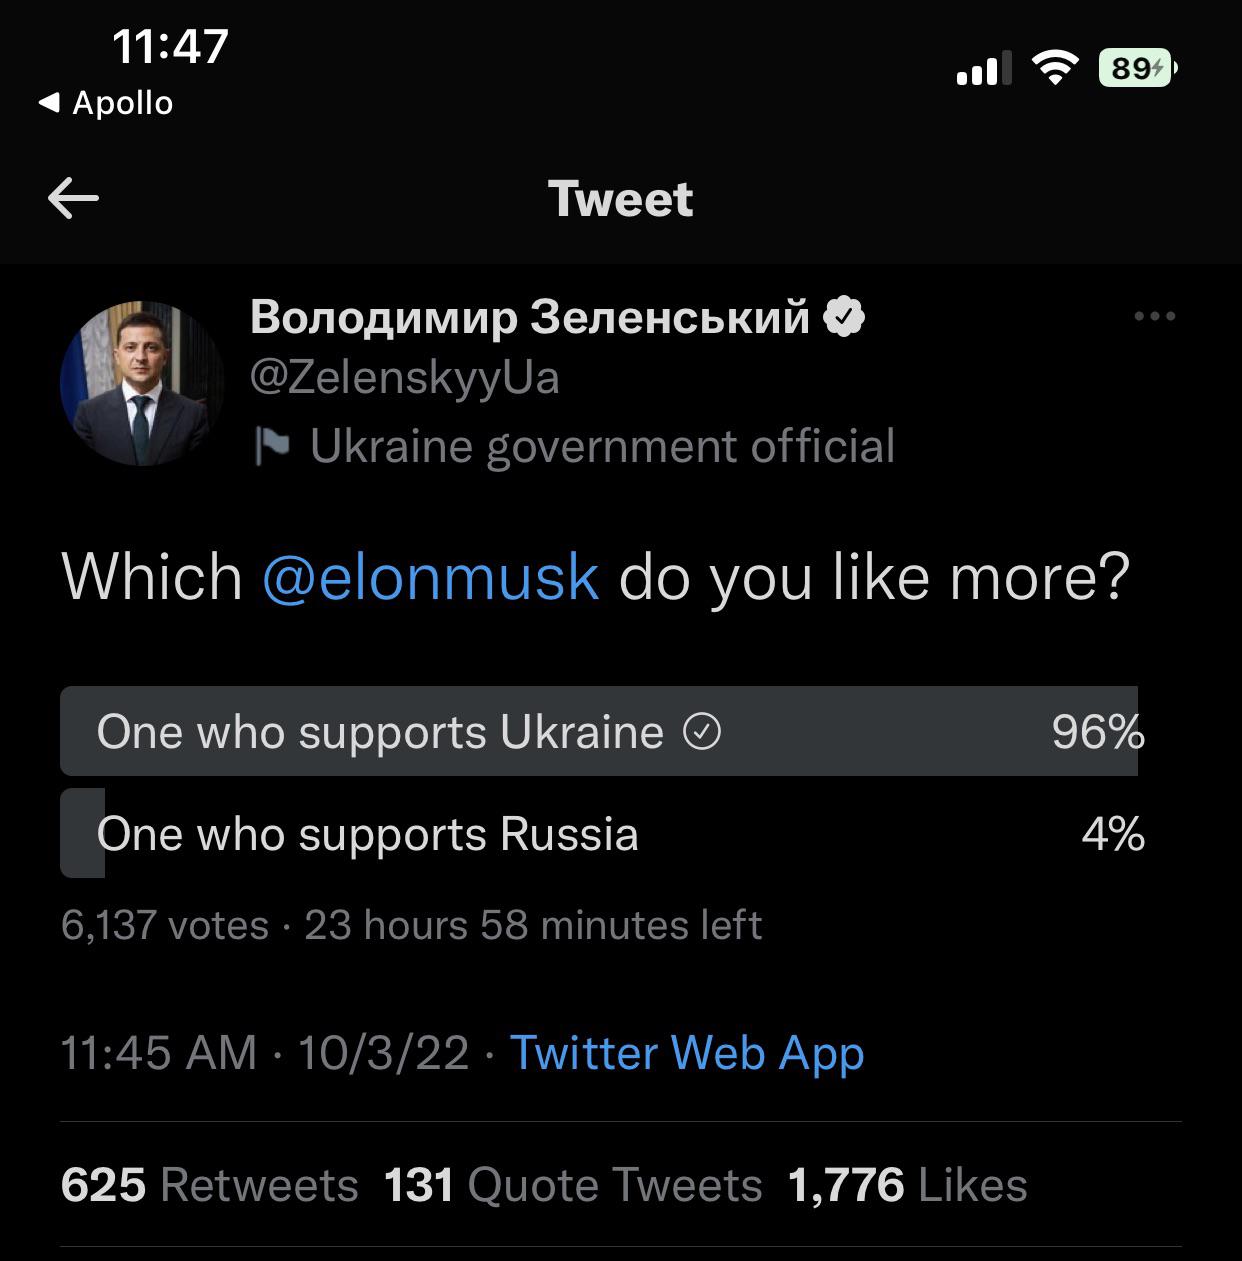 11:47
89
◀ Apollo
Tweet
Володимир Зеленський
@ZelenskyyUa
Ukraine government official
Which @elonmusk do you like more?
One who supports Ukraine 96%
One who supports Russia 4%
6,137 votes · 23 hours 58 minutes left
11:45 AM · 10/3/22 · Twitter Web App
625 Retweets 131 Quote Tweets 1,776 Likes